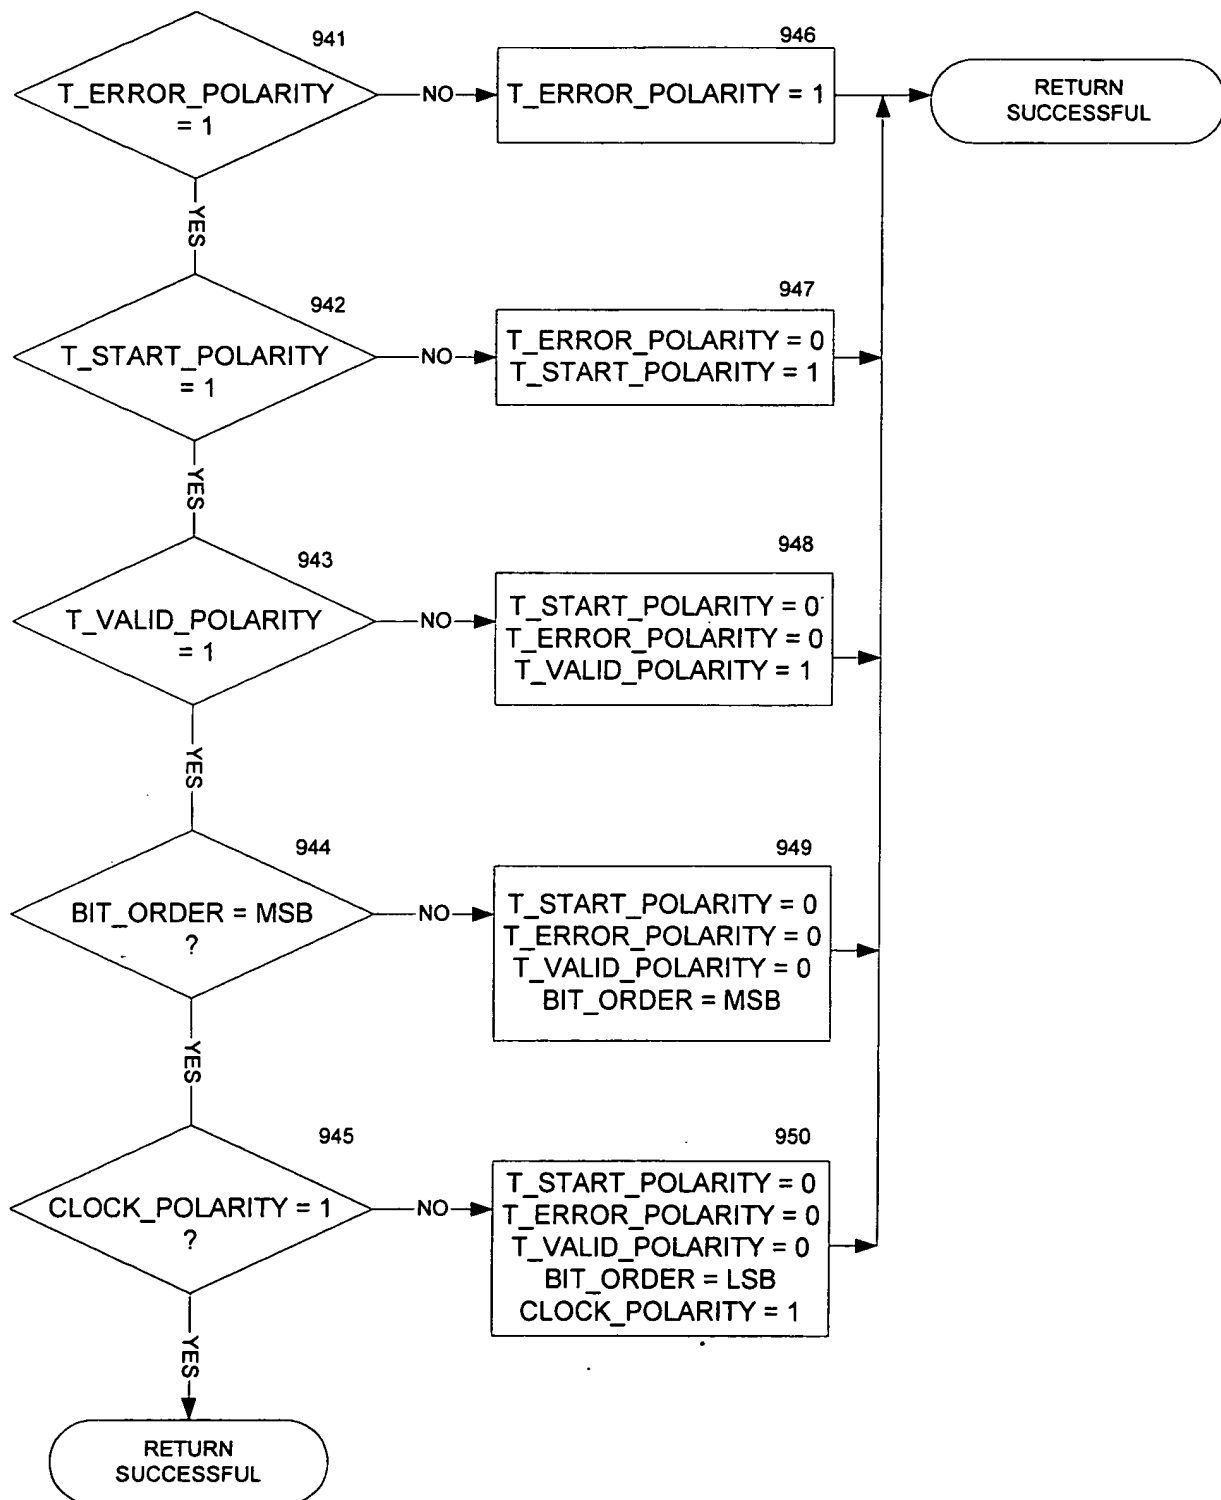 941
T_ERROR_POLARITY
= 1
NO
946
T_ERROR_POLARITY = 1
RETURN
SUCCESSFUL
YES
942
T_START_POLARITY
= 1
NO
947
T_ERROR_POLARITY = 0
T_START_POLARITY = 1
YES
943
T_VALID_POLARITY
= 1
NO
948
T_START_POLARITY = 0
T_ERROR_POLARITY = 0
T_VALID_POLARITY = 1
YES
944
BIT_ORDER = MSB
?
NO
949
T_START_POLARITY = 0
T_ERROR_POLARITY = 0
T_VALID_POLARITY = 0
BIT_ORDER = MSB
YES
945
CLOCK_POLARITY = 1
?
NO
950
T_START_POLARITY = 0
T_ERROR_POLARITY = 0
T_VALID_POLARITY = 0
BIT_ORDER = LSB
CLOCK_POLARITY = 1
YES
RETURN
SUCCESSFUL